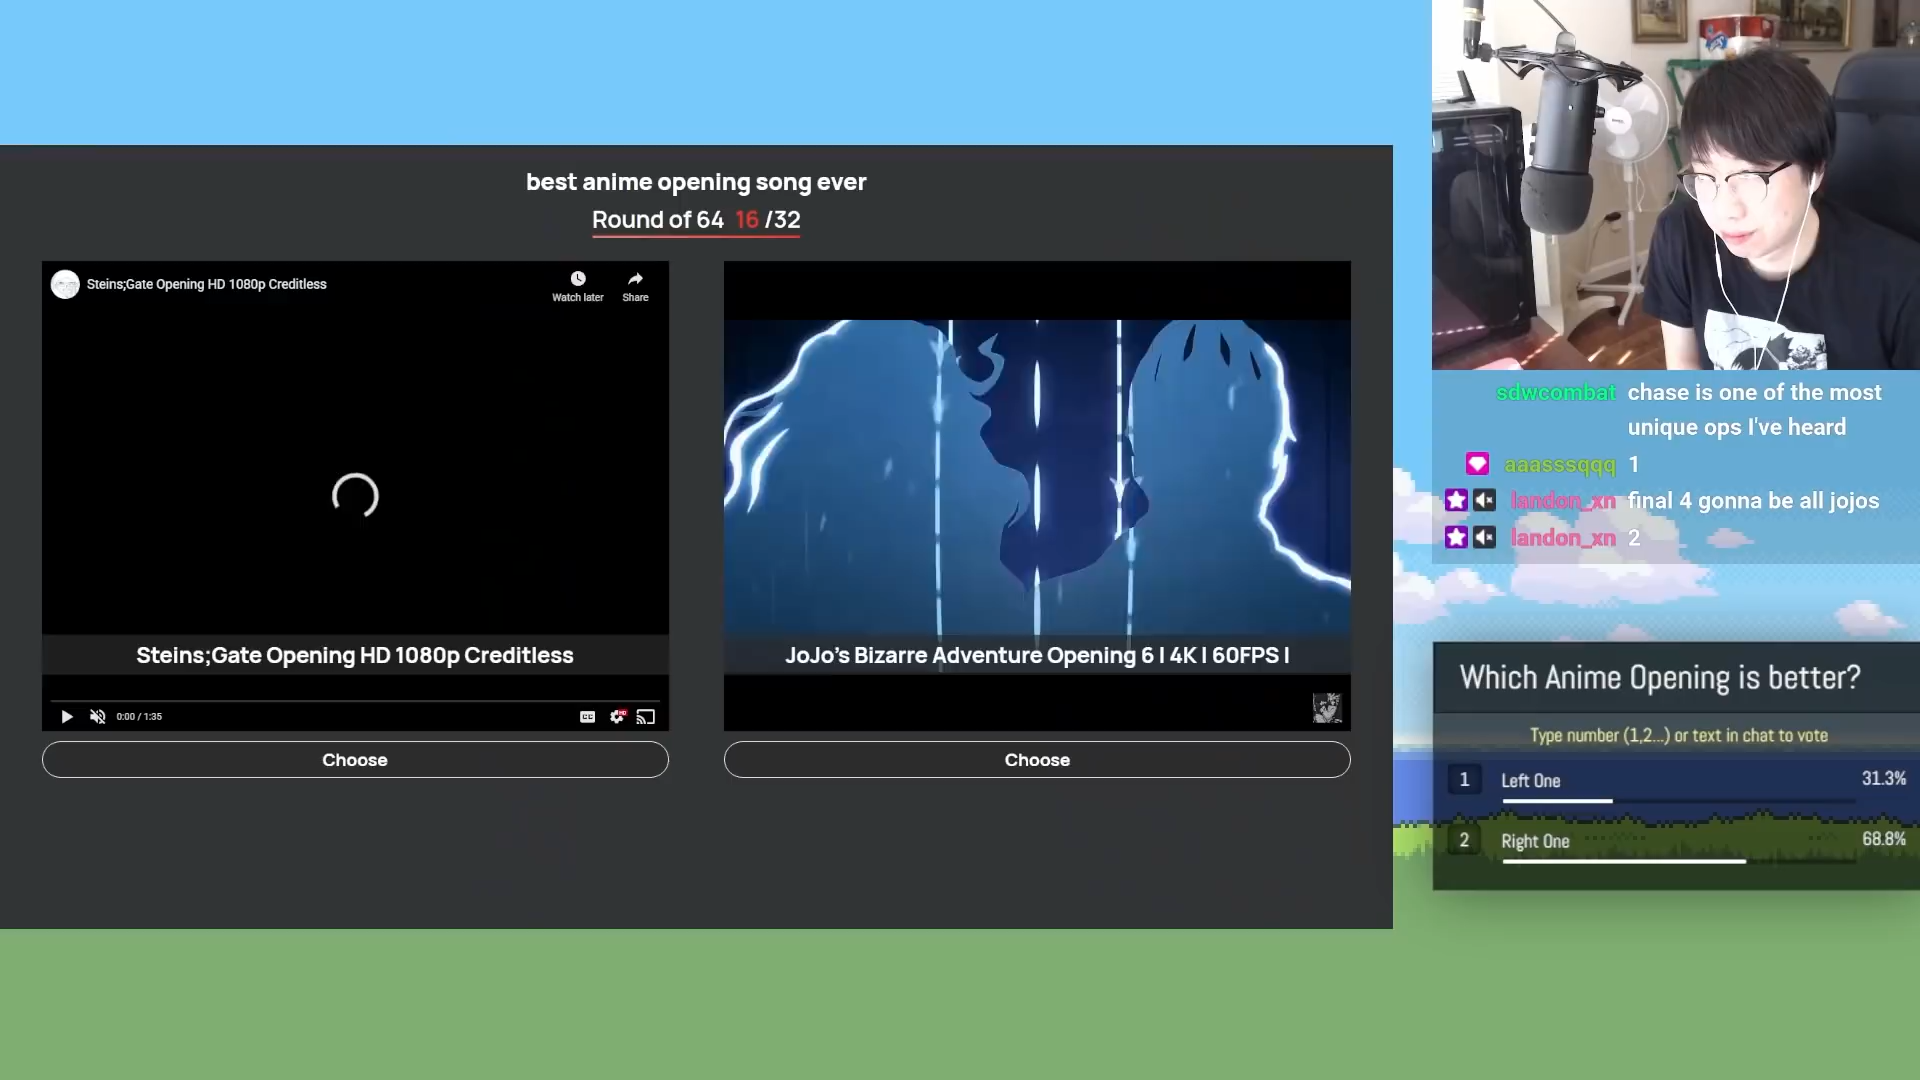 best anime opening song ever
Round of 64 16 /32
Steins;Gate Opening HD 1080p Creditless
Watch later
Share
Steins;Gate Opening HD 1080p Creditless
0:00 / 1:35
CC
HD
Choose
JoJo's Bizarre Adventure Opening 6 | 4K | 60FPS |
Choose
sdwcombat chase is one of the most
unique ops I've heard
aaasssqqq 1
landon_xn final 4 gonna be all jojos
landon_xn 2
Which Anime Opening is better?
Type number (1,2...) or text in chat to vote
1 Left One 31.3%
2 Right One 68.8%